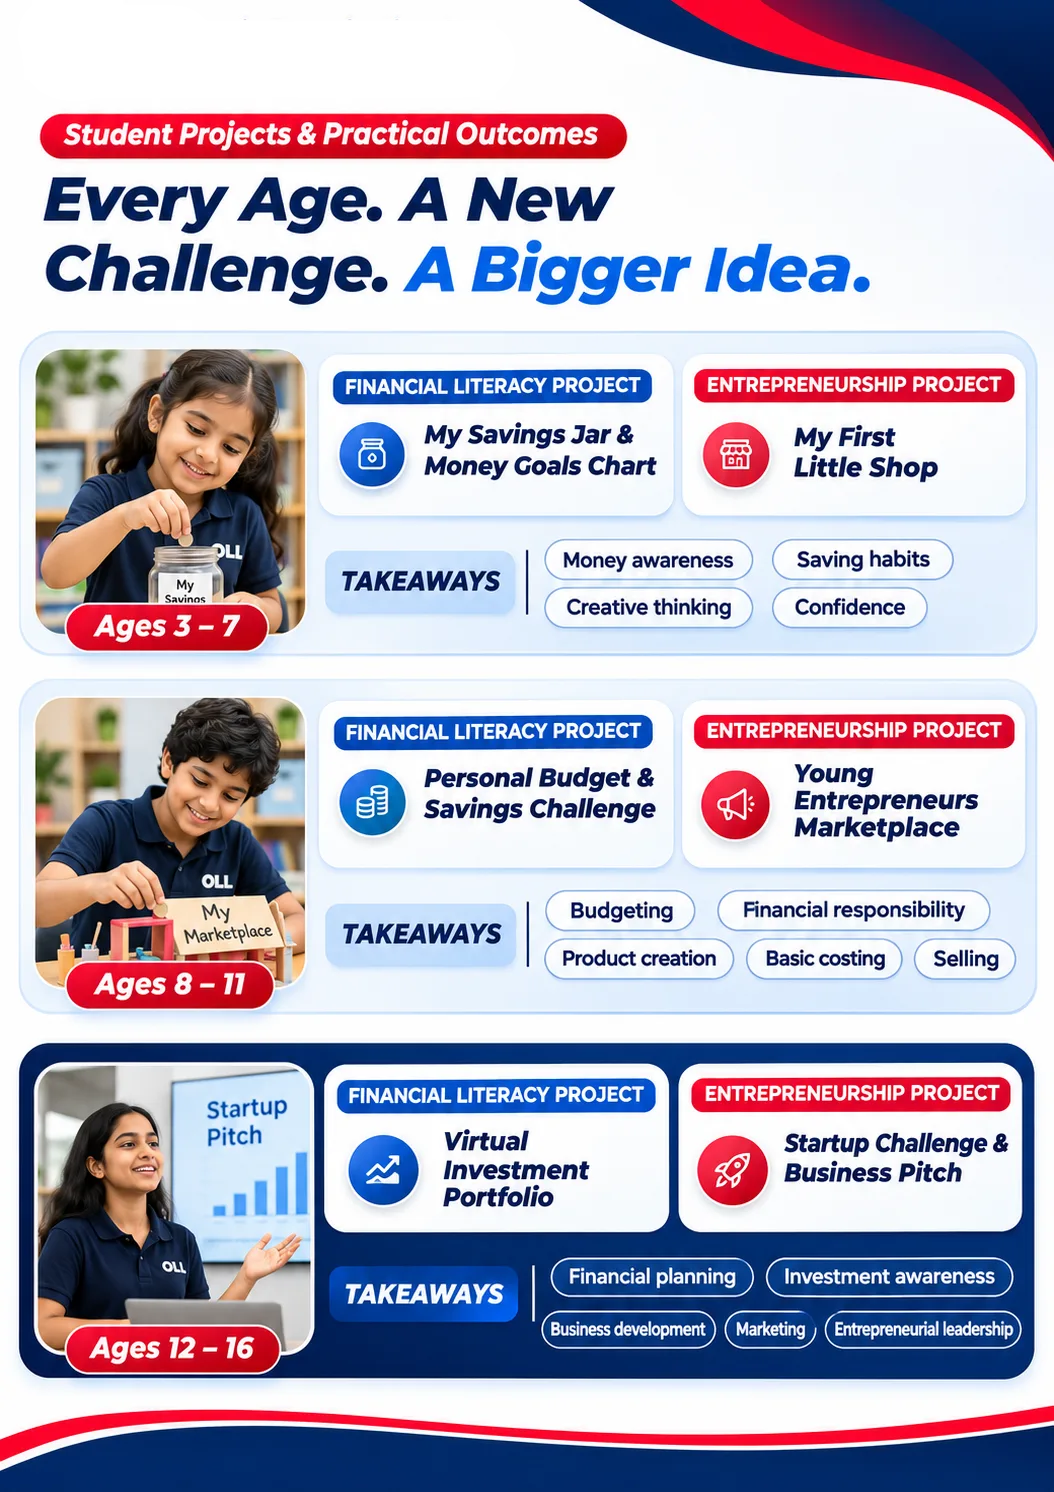 Student Projects & Practical Outcomes
Every Age. A New
Challenge. A Bigger Idea.
FINANCIAL LITERACY PROJECT
My Savings Jar &
Money Goals Chart
ENTREPRENEURSHIP PROJECT
My First
Little Shop
OLL
My
Savings
Ages 3 – 7
TAKEAWAYS
Money awareness
Saving habits
Creative thinking
Confidence
FINANCIAL LITERACY PROJECT
Personal Budget &
Savings Challenge
ENTREPRENEURSHIP PROJECT
Young
Entrepreneurs
Marketplace
OLL
My
Marketplace
Ages 8 – 11
TAKEAWAYS
Budgeting
Financial responsibility
Product creation
Basic costing
Selling
Startup
Pitch
OLL
Ages 12 – 16
FINANCIAL LITERACY PROJECT
Virtual
Investment
Portfolio
ENTREPRENEURSHIP PROJECT
Startup Challenge &
Business Pitch
TAKEAWAYS
Financial planning
Investment awareness
Business development
Marketing
Entrepreneurial leadership